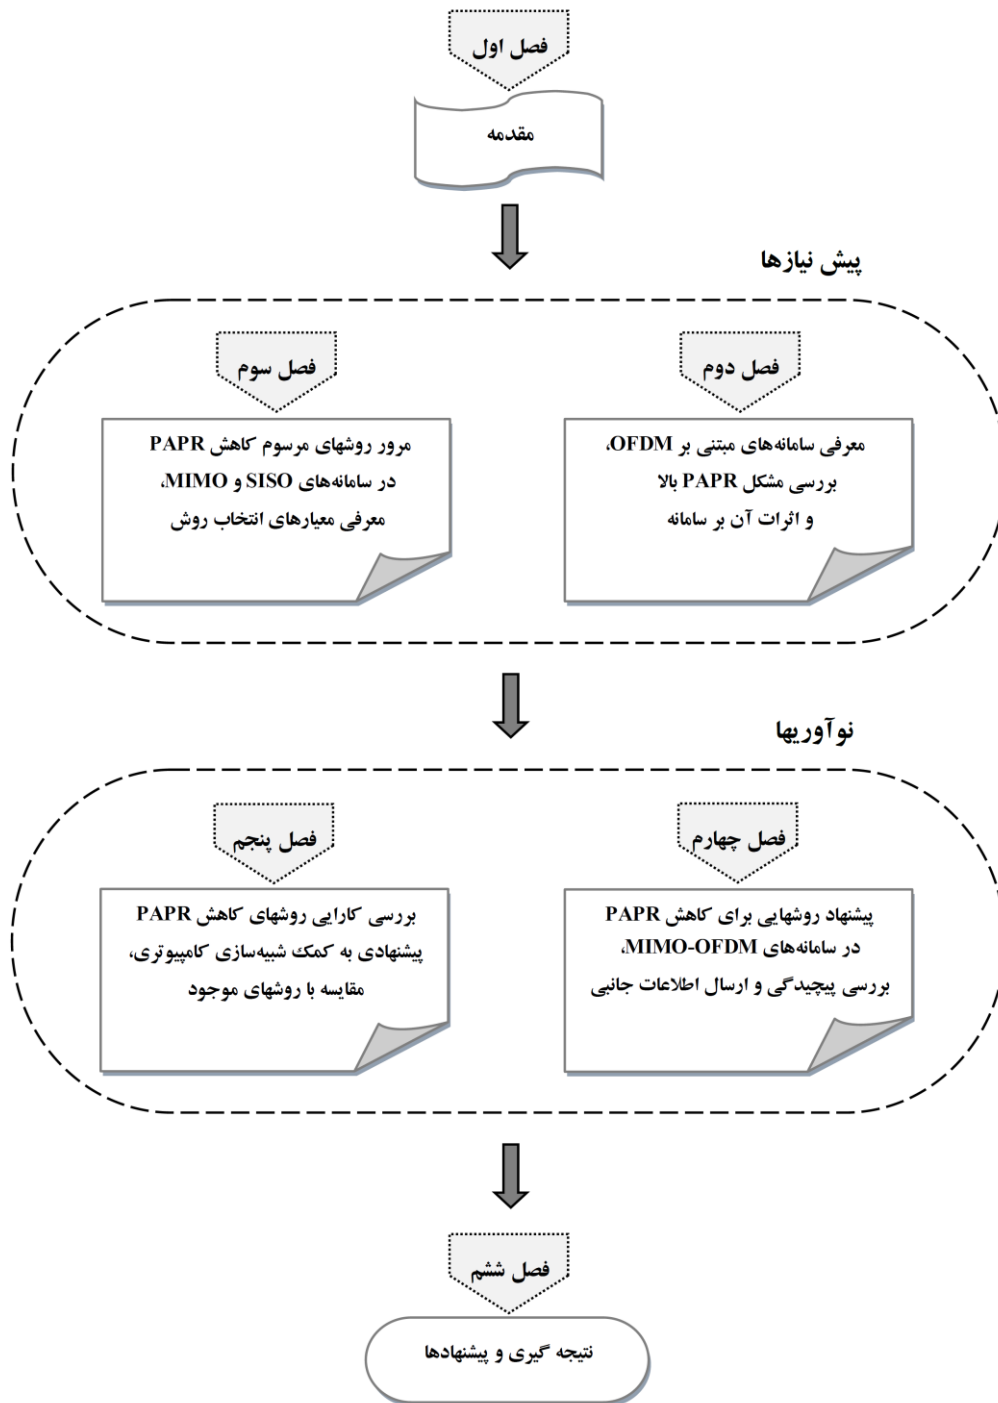 فصل اول
مقدمه
پیش نیازها
فصل دوم
معرفی سامانه‌های مبتنی بر OFDM،
بررسی مشکل PAPR بالا
و اثرات آن بر سامانه
فصل سوم
مرور روشهای مرسوم کاهش PAPR
در سامانه‌های SISO و MIMO،
معرفی معیارهای انتخاب روش
نوآوریها
فصل چهارم
پیشنهاد روشهایی برای کاهش PAPR
در سامانه‌های MIMO-OFDM،
بررسی پیچیدگی و ارسال اطلاعات جانبی
فصل پنجم
بررسی کارایی روشهای کاهش PAPR
پیشنهادی به کمک شبیه‌سازی کامپیوتری،
مقایسه با روشهای موجود
فصل ششم
نتیجه گیری و پیشنهادها